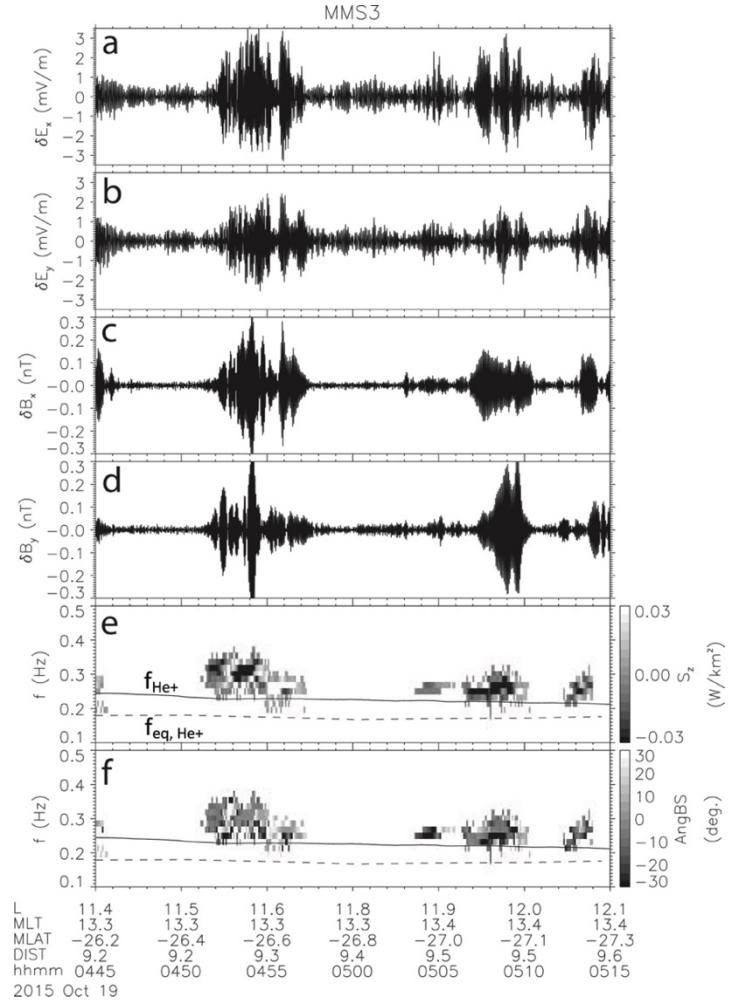 MMS3
a
3
2
1
0
−1
−2
−3
δEx (mV/m)
b
3
2
1
0
−1
−2
−3
δEy (mV/m)
c
0.3
0.2
0.1
−0.0
−0.1
−0.2
−0.3
δBx (nT)
d
0.3
0.2
0.1
−0.0
−0.1
−0.2
−0.3
δBy (nT)
e
0.5
0.4
0.3
0.2
0.1
f (Hz)
fHe+
feq, He+
0.03
0.00
−0.03
Sz
(W/km²)
f
0.5
0.4
0.3
0.2
0.1
f (Hz)
30
20
10
0
−10
−20
−30
AngBS
(deg.)
L 11.4 11.5 11.6 11.8 11.9 12.0 12.1
MLT 13.3 13.3 13.3 13.3 13.4 13.4 13.4
MLAT −26.2 −26.4 −26.6 −26.8 −27.0 −27.1 −27.3
DIST 9.2 9.2 9.3 9.4 9.5 9.5 9.6
hhmm 0445 0450 0455 0500 0505 0510 0515
2015 Oct 19